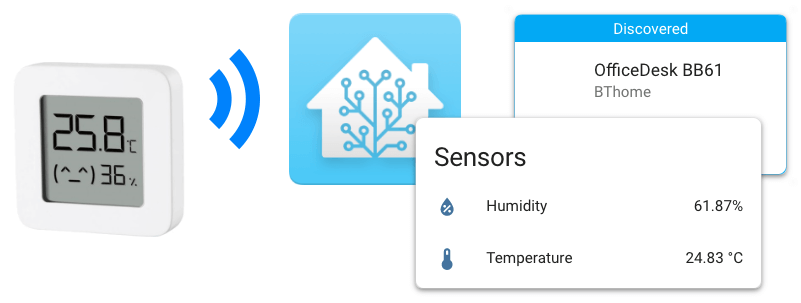 25.8 °C
(^_^) 36 %
Discovered
OfficeDesk BB61
BThome
Sensors
Humidity 61.87%
Temperature 24.83 °C